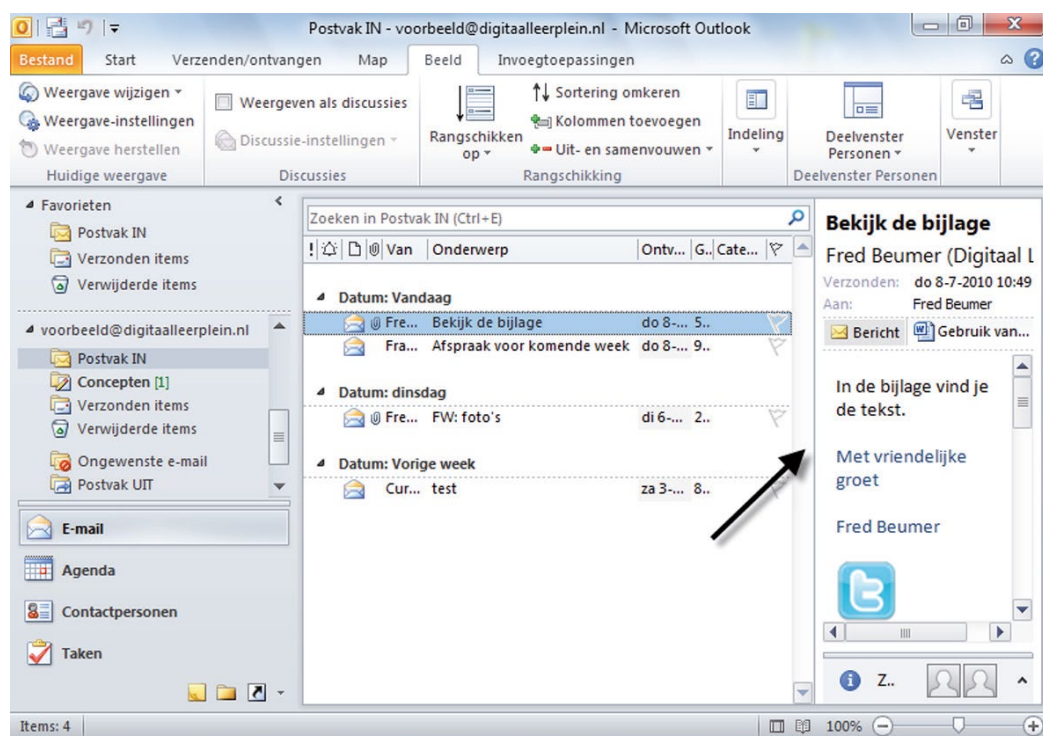 Postvak IN - voorbeeld@digitaalleerplein.nl - Microsoft Outlook
Bestand Start Verzenden/ontvangen Map Beeld Invoegtoepassingen
Weergave wijzigen
Weergave-instellingen
Weergave herstellen
Huidige weergave
Weergeven als discussies
Discussie-instellingen
Discussies
Rangschikken
op
Sortering omkeren
Kolommen toevoegen
Uit- en samenvouwen
Rangschikking
Indeling
Deelvenster
Personen
Deelvenster Personen
Venster
Favorieten
Postvak IN
Verzonden items
Verwijderde items
voorbeeld@digitaalleerplein.nl
Postvak IN
Concepten [1]
Verzonden items
Verwijderde items
Ongewenste e-mail
Postvak UIT
E-mail
Agenda
Contactpersonen
Taken
Zoeken in Postvak IN (Ctrl+E)
! Van Onderwerp Ontv... G.. Cate...
Datum: Vandaag
Fre... Bekijk de bijlage do 8-... 5..
Fra... Afspraak voor komende week do 8-... 9..
Datum: dinsdag
Fre... FW: foto's di 6-... 2..
Datum: Vorige week
Cur... test za 3-... 8..
Bekijk de bijlage
Fred Beumer (Digitaal L
Verzonden: do 8-7-2010 10:49
Aan: Fred Beumer
Bericht Gebruik van...
In de bijlage vind je
de tekst.
Met vriendelijke
groet
Fred Beumer
Z..
Items: 4 100%